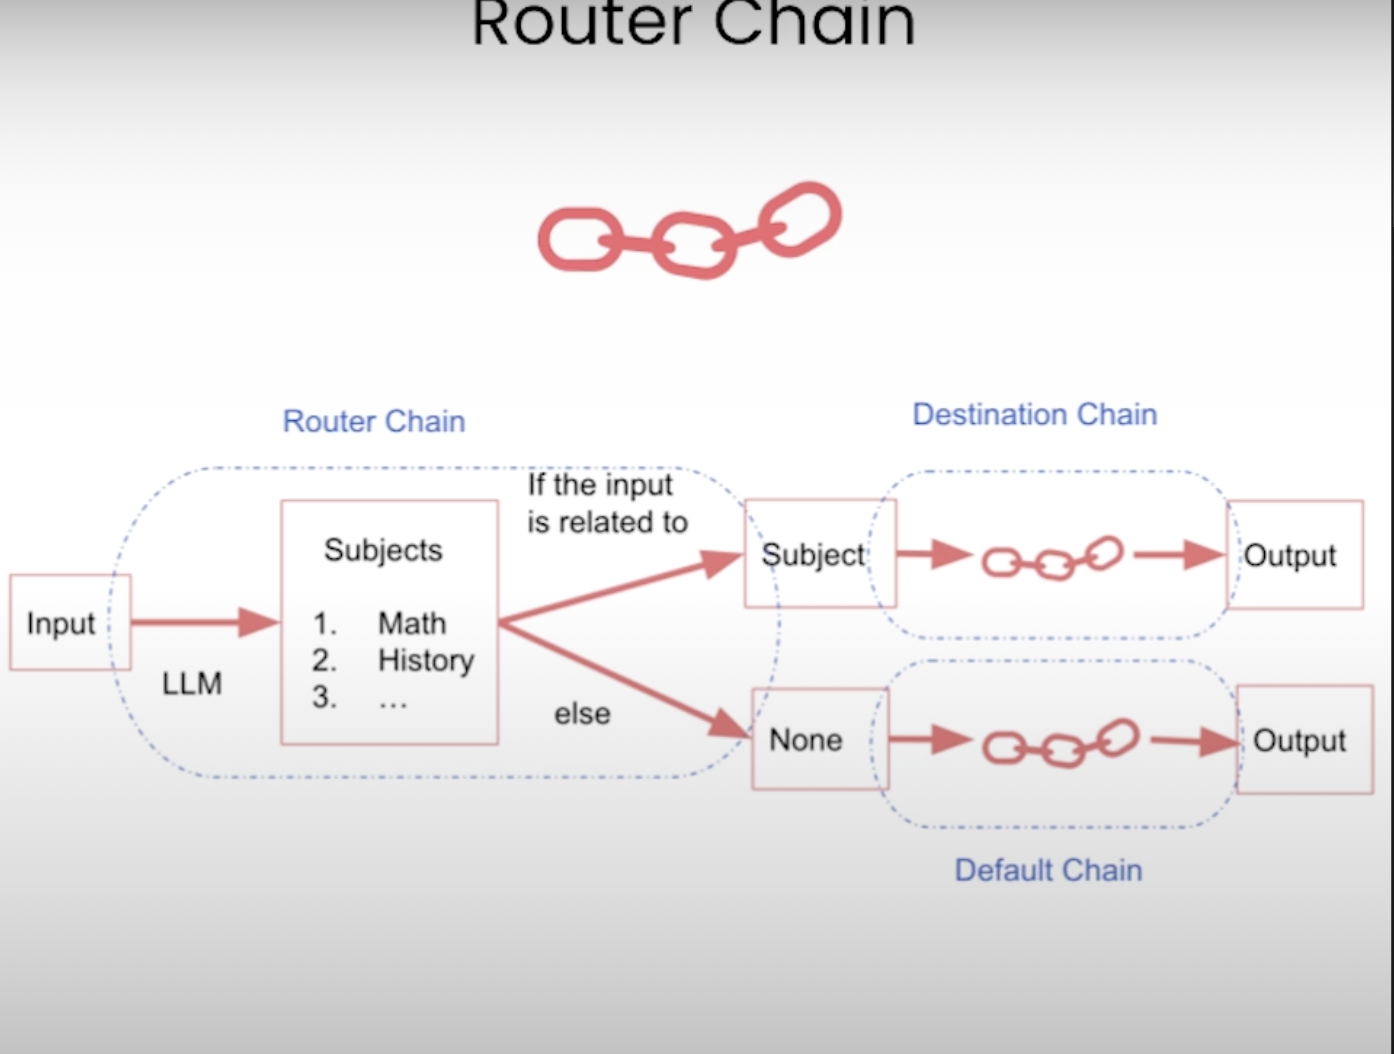 Router Chain
Router Chain
Destination Chain
If the input
is related to
Subjects
1. Math
2. History
3. ...
Input
LLM
else
Subject
Output
None
Output
Default Chain